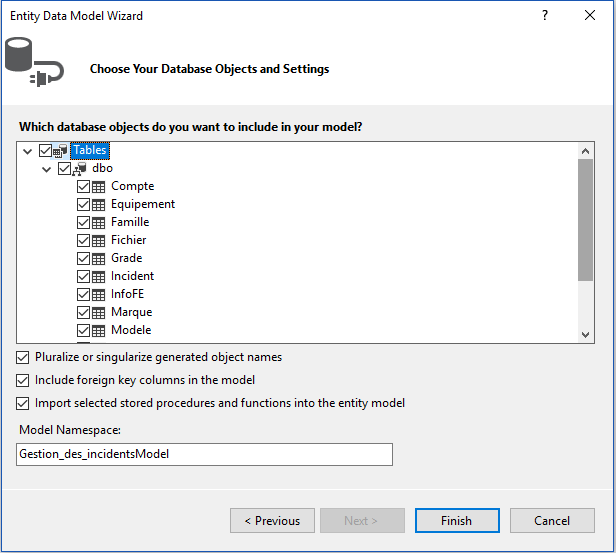 Entity Data Model Wizard
?
Choose Your Database Objects and Settings
Which database objects do you want to include in your model?
Tables
dbo
Compte
Equipement
Famille
Fichier
Grade
Incident
InfoFE
Marque
Modele
Pluralize or singularize generated object names
Include foreign key columns in the model
Import selected stored procedures and functions into the entity model
Model Namespace:
Gestion_des_incidentsModel
< Previous
Next >
Finish
Cancel